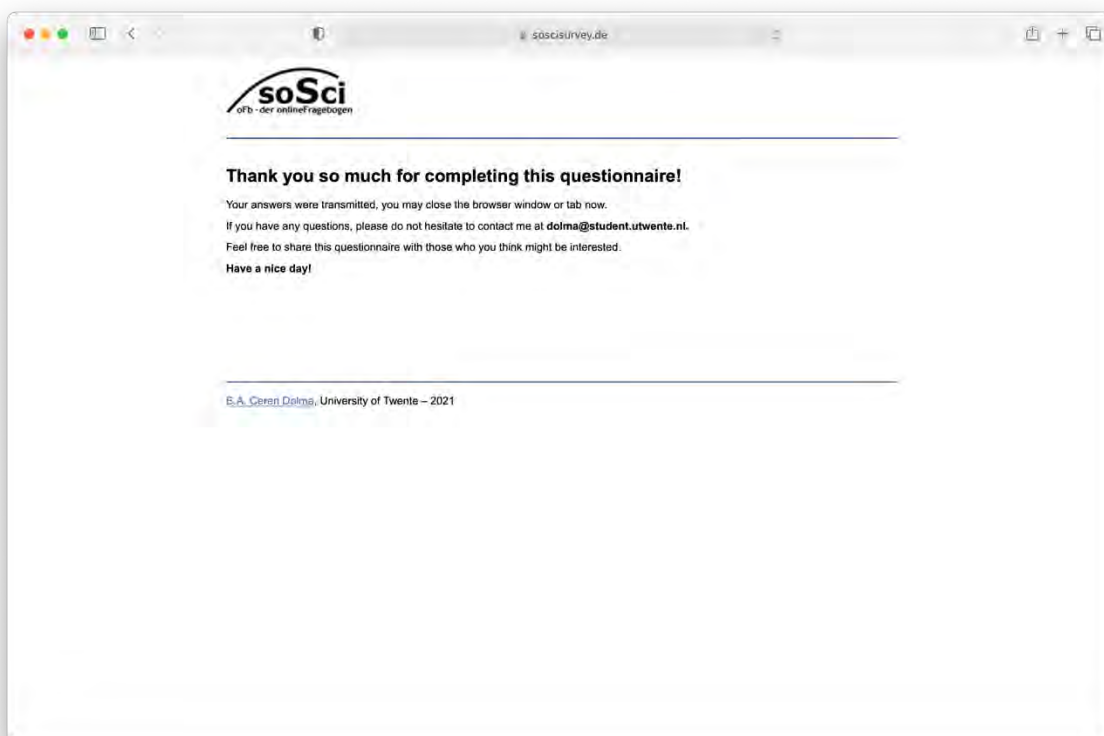 soscisurvey.de
soSci
oFb - der onlineFragebogen
Thank you so much for completing this questionnaire!
Your answers were transmitted, you may close the browser window or tab now.
If you have any questions, please do not hesitate to contact me at dolma@student.utwente.nl.
Feel free to share this questionnaire with those who you think might be interested.
Have a nice day!
B.A. Ceren Dolma, University of Twente – 2021